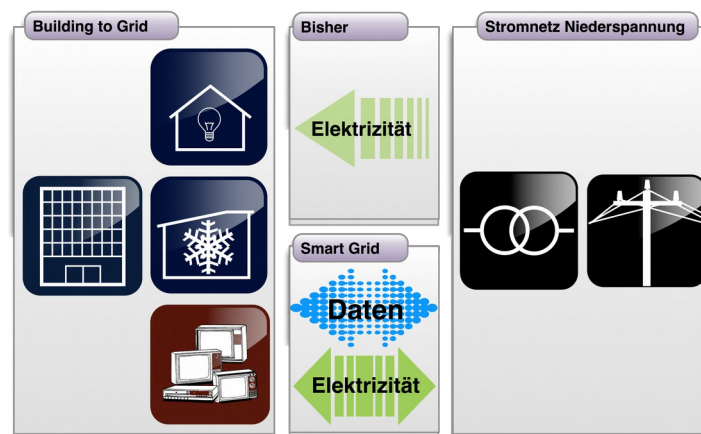 Building to Grid
Bisher
Stromnetz Niederspannung
Elektrizität
Smart Grid
Daten
Elektrizität